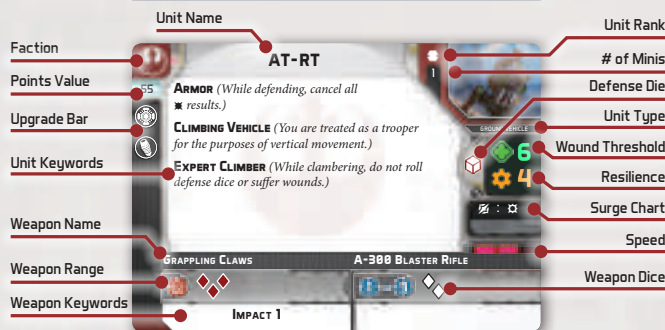 Unit Name
Faction
Points Value
Upgrade Bar
Unit Keywords
Weapon Name
Weapon Range
Weapon Keywords
Unit Rank
# of Minis
Defense Die
Unit Type
Wound Threshold
Resilience
Surge Chart
Speed
Weapon Dice
AT-RT
1
55
Armor (While defending, cancel all
results.)
Climbing Vehicle (You are treated as a trooper
for the purposes of vertical movement.)
Expert Climber (While clambering, do not roll
defense dice or suffer wounds.)
Ground Vehicle
6
4
:
Grappling Claws
A-300 Blaster Rifle
Impact 1